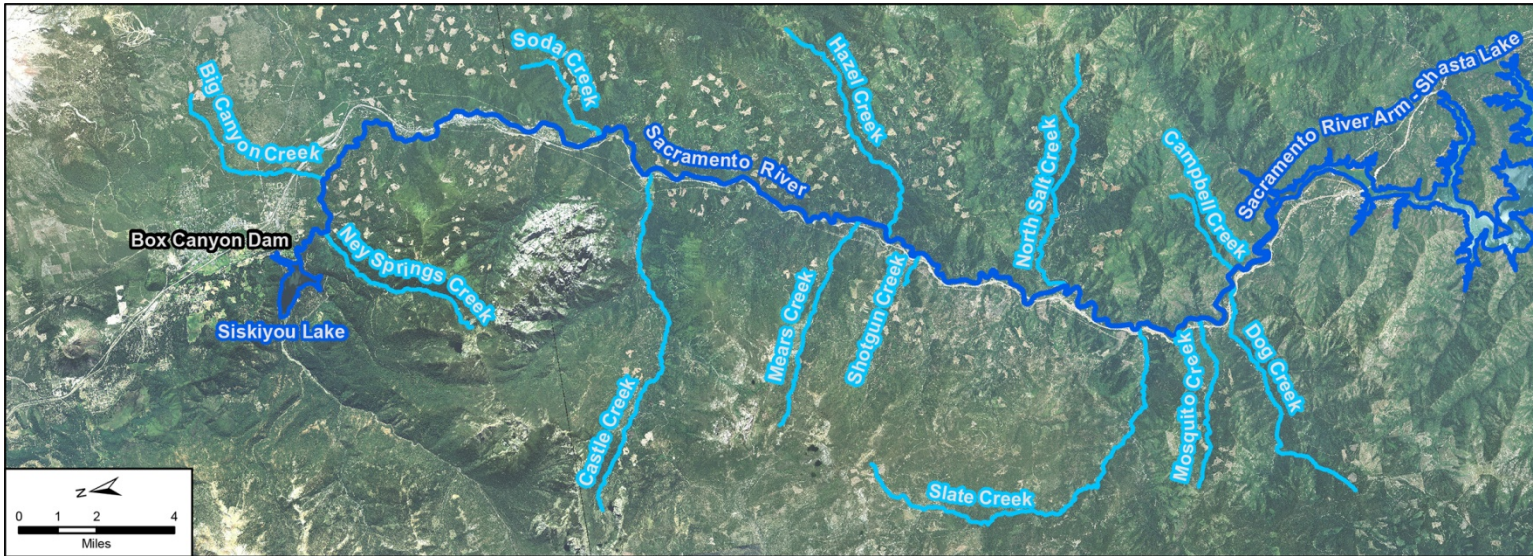 Big Canyon Creek
Soda Creek
Hazel Creek
Sacramento River
North Salt Creek
Campbell Creek
Sacramento River Arm - Shasta Lake
Box Canyon Dam
Ney Springs Creek
Siskiyou Lake
Castle Creek
Mears Creek
Shotgun Creek
Slate Creek
Mosquito Creek
Dog Creek
N
0 1 2 4
Miles